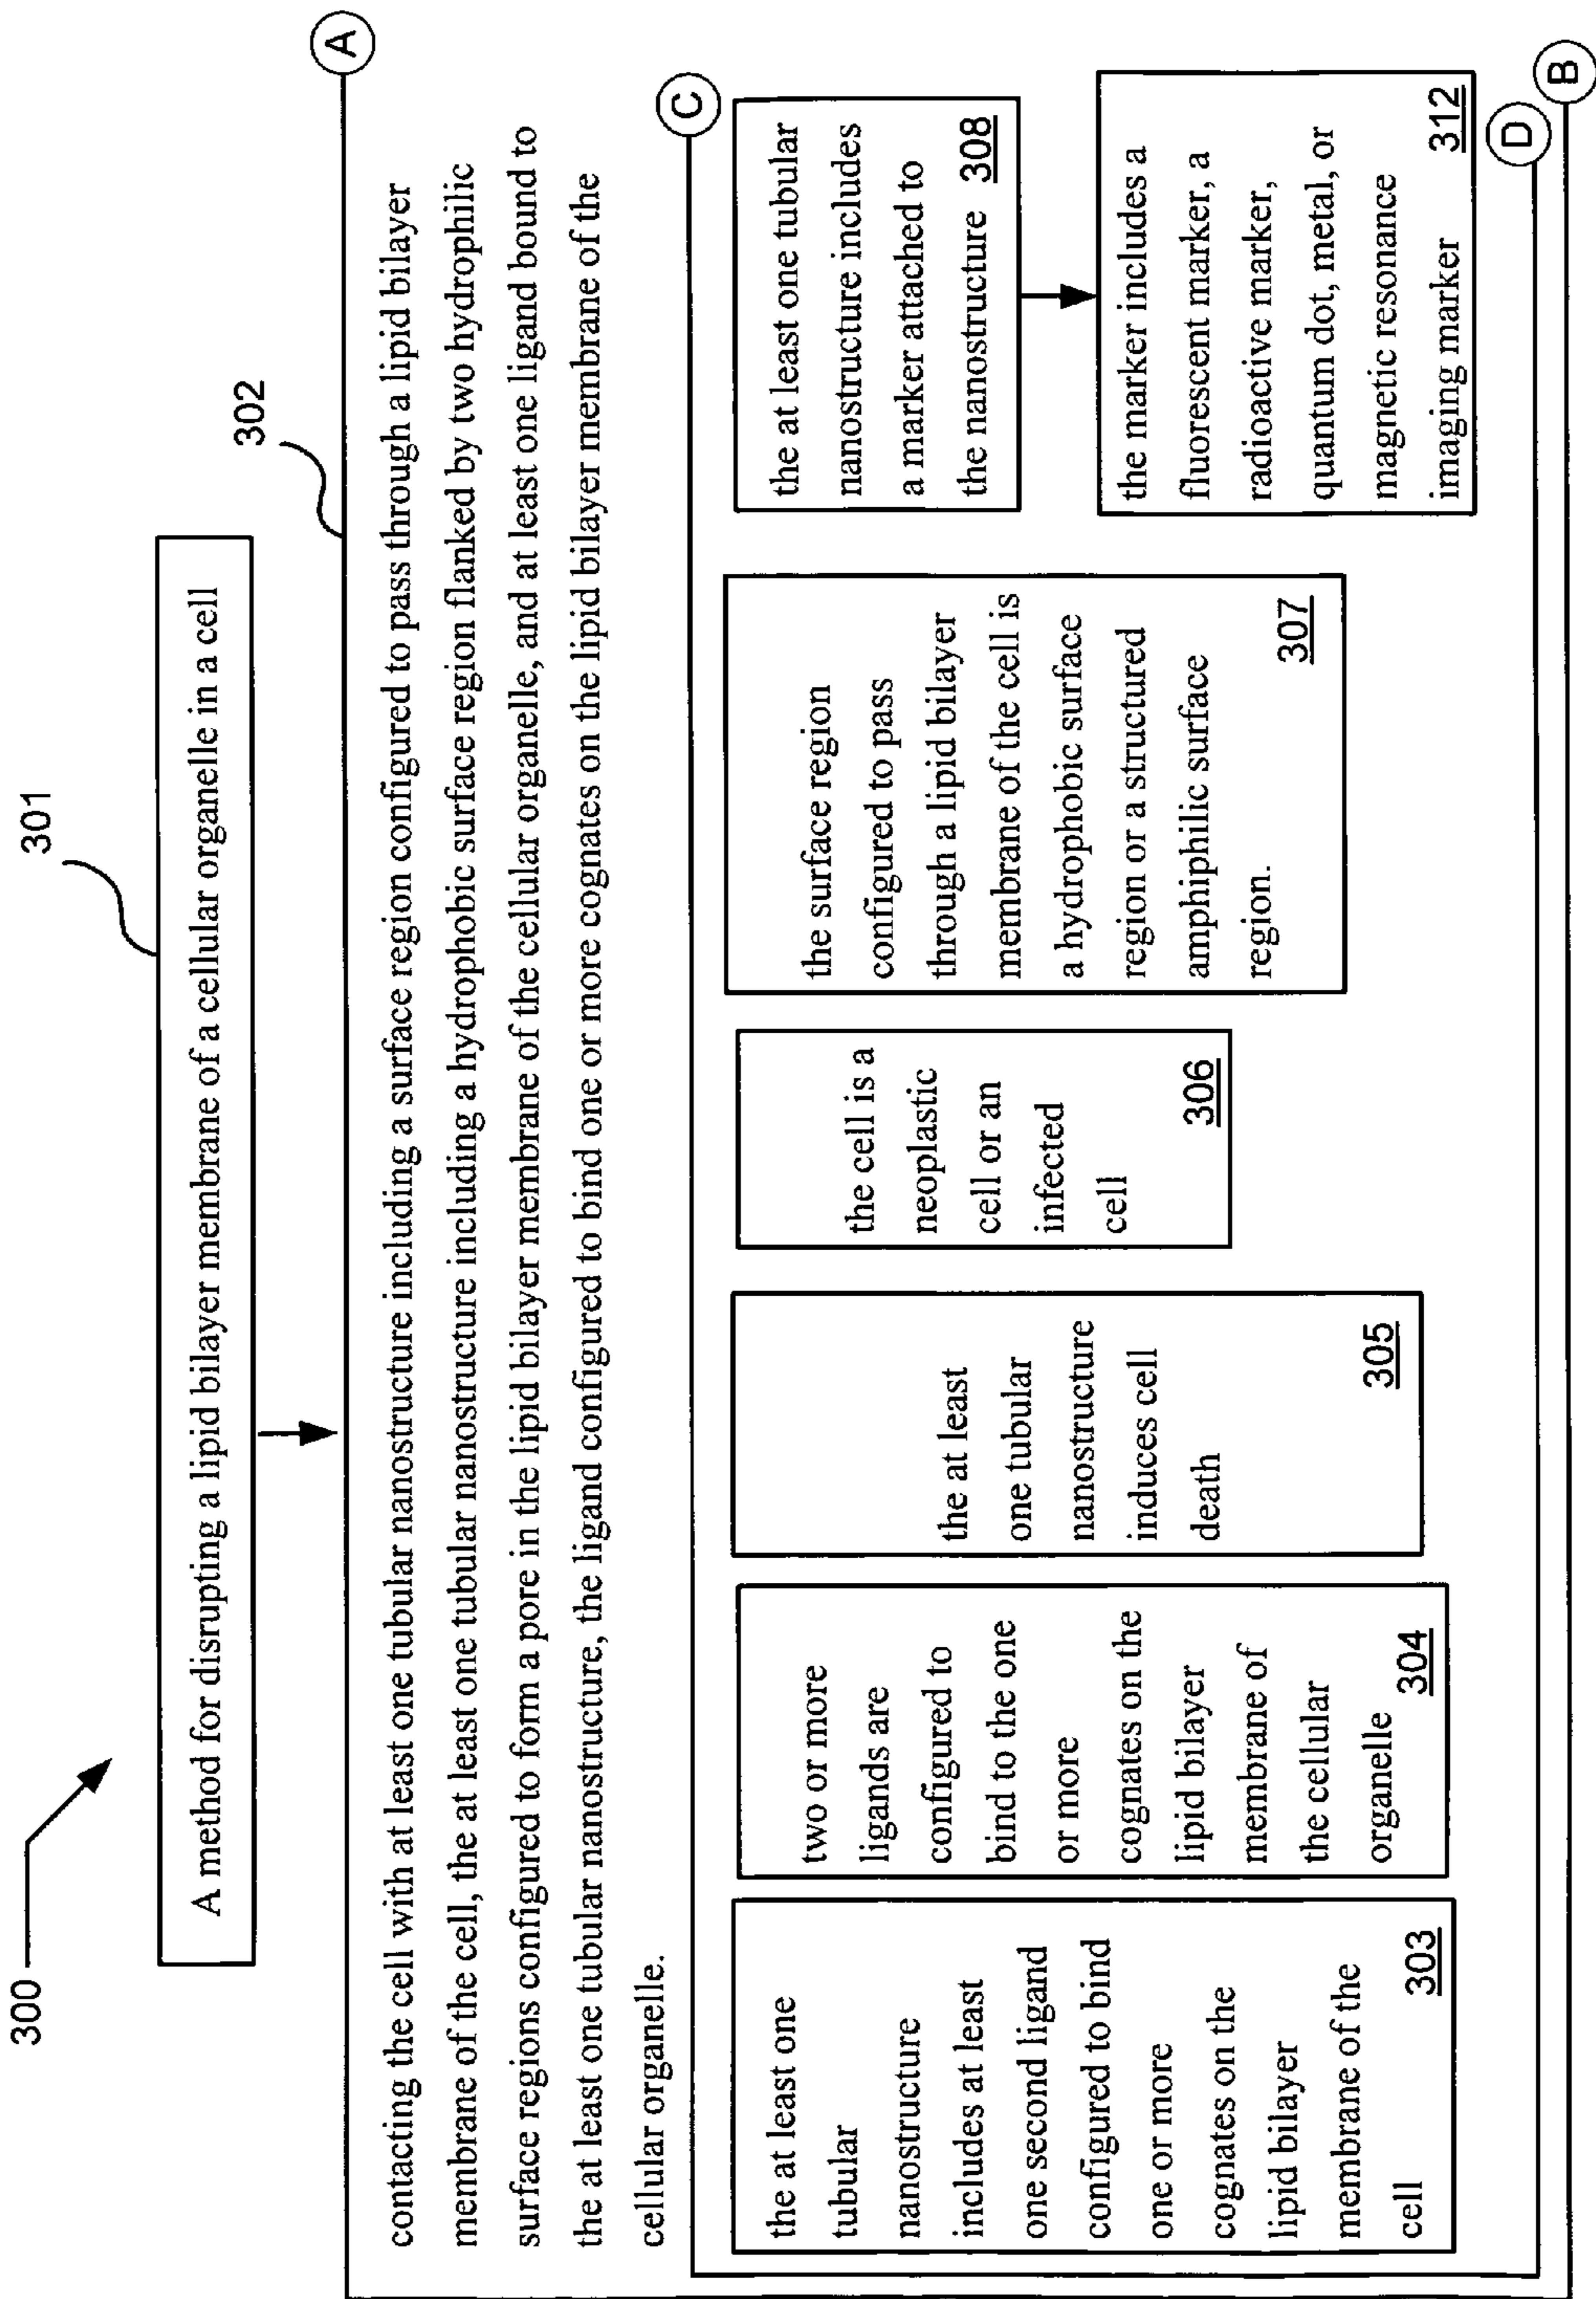 300
301
A method for disrupting a lipid bilayer membrane of a cellular organelle in a cell
302
A
contacting the cell with at least one tubular nanostructure including a surface region configured to pass through a lipid bilayer
membrane of the cell, the at least one tubular nanostructure including a hydrophobic surface region flanked by two hydrophilic
surface regions configured to form a pore in the lipid bilayer membrane of the cellular organelle, and at least one ligand bound to
the at least one tubular nanostructure, the ligand configured to bind one or more cognates on the lipid bilayer membrane of the
cellular organelle.
C
the at least one
tubular
nanostructure
includes at least
one second ligand
configured to bind
one or more
cognates on the
lipid bilayer
membrane of the
cell
303
two or more
ligands are
configured to
bind to the one
or more
cognates on the
lipid bilayer
membrane of
the cellular
organelle
304
the at least
one tubular
nanostructure
induces cell
death
305
the cell is a
neoplastic
cell or an
infected
cell
306
the surface region
configured to pass
through a lipid bilayer
membrane of the cell is
a hydrophobic surface
region or a structured
amphiphilic surface
region.
307
the at least one tubular
nanostructure includes
a marker attached to
the nanostructure 308
the marker includes a
fluorescent marker, a
radioactive marker,
quantum dot, metal, or
magnetic resonance
imaging marker 312
D
B